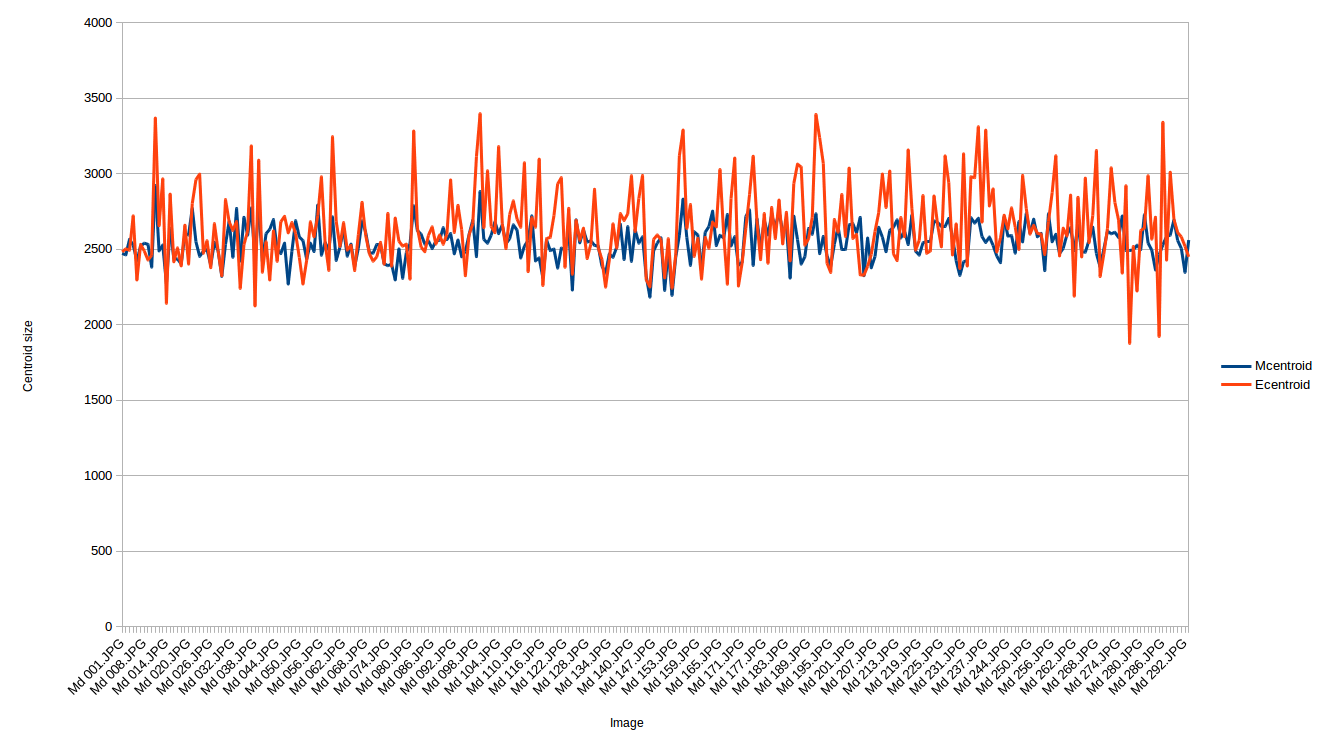 4000
3500
3000
2500
2000
1500
1000
500
0
Centroid size
Mcentroid
Ecentroid
Md 001.JPG
Md 008.JPG
Md 014.JPG
Md 020.JPG
Md 026.JPG
Md 032.JPG
Md 038.JPG
Md 044.JPG
Md 050.JPG
Md 056.JPG
Md 062.JPG
Md 068.JPG
Md 074.JPG
Md 080.JPG
Md 086.JPG
Md 092.JPG
Md 098.JPG
Md 104.JPG
Md 110.JPG
Md 116.JPG
Md 122.JPG
Md 128.JPG
Md 134.JPG
Md 140.JPG
Md 147.JPG
Md 153.JPG
Md 159.JPG
Md 165.JPG
Md 171.JPG
Md 177.JPG
Md 183.JPG
Md 189.JPG
Md 195.JPG
Md 201.JPG
Md 207.JPG
Md 213.JPG
Md 219.JPG
Md 225.JPG
Md 231.JPG
Md 237.JPG
Md 244.JPG
Md 250.JPG
Md 256.JPG
Md 262.JPG
Md 268.JPG
Md 274.JPG
Md 280.JPG
Md 286.JPG
Md 292.JPG
Image